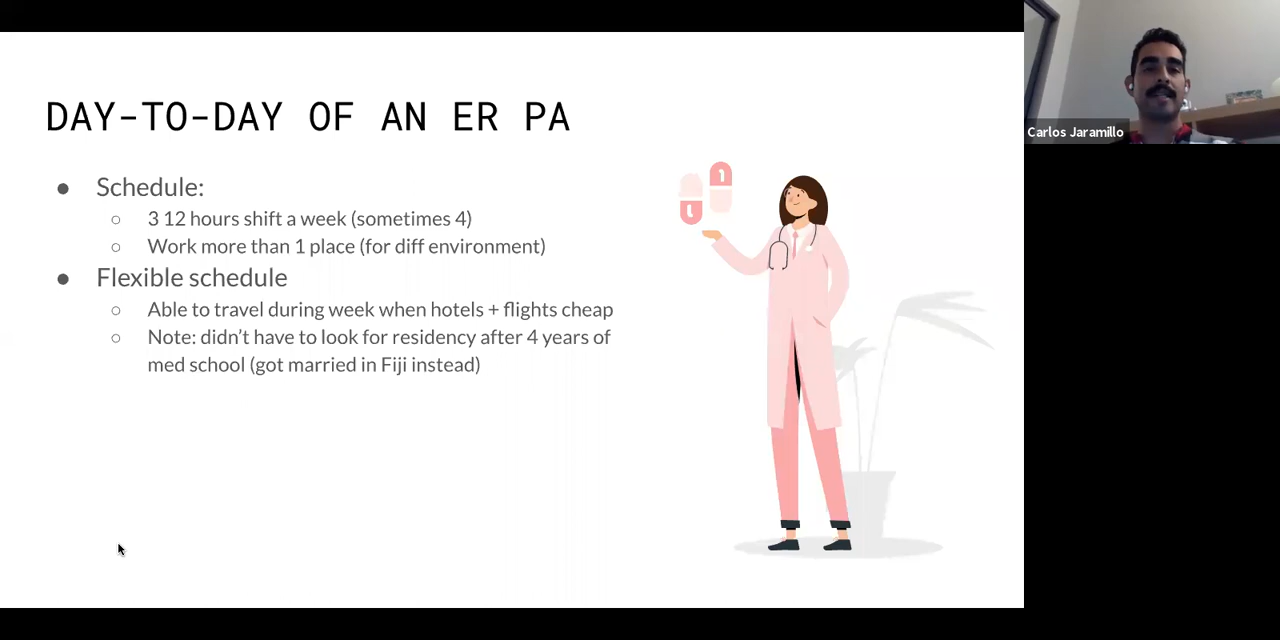 DAY-TO-DAY OF AN ER PA
● Schedule:
○ 3 12 hours shift a week (sometimes 4)
○ Work more than 1 place (for diff environment)
● Flexible schedule
○ Able to travel during week when hotels + flights cheap
○ Note: didn't have to look for residency after 4 years of
med school (got married in Fiji instead)
Carlos Jaramillo